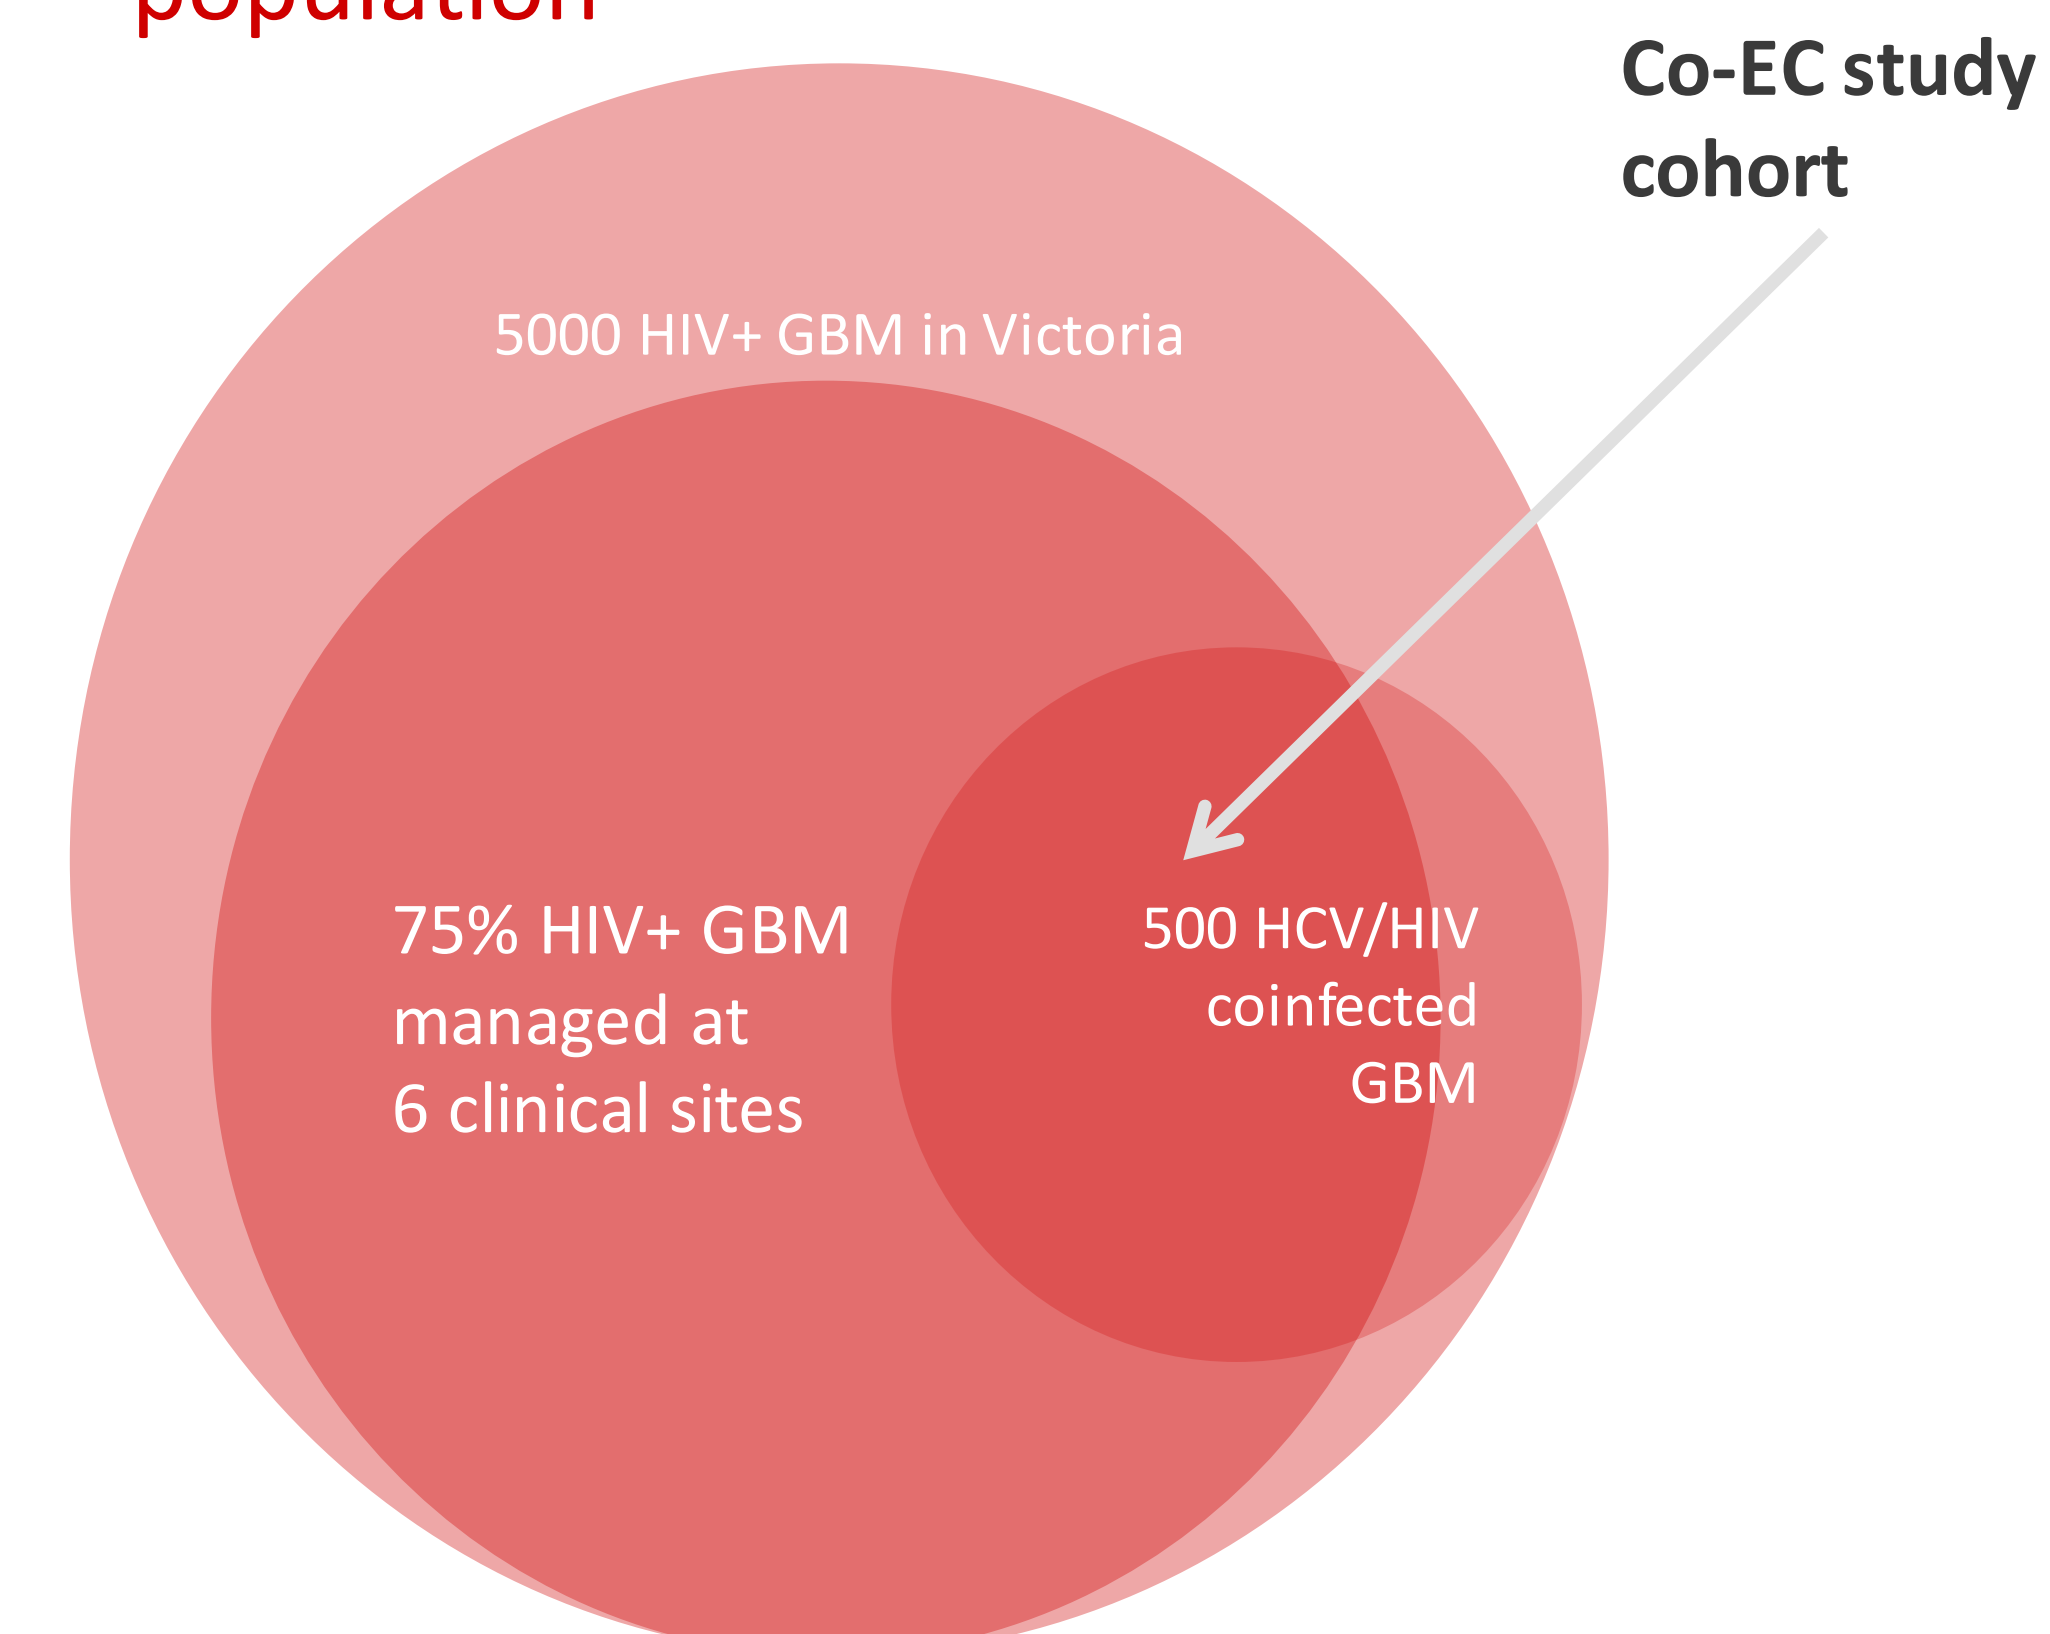 population
Co-EC study
cohort
5000 HIV+ GBM in Victoria
75% HIV+ GBM
managed at
6 clinical sites
500 HCV/HIV
coinfected
GBM